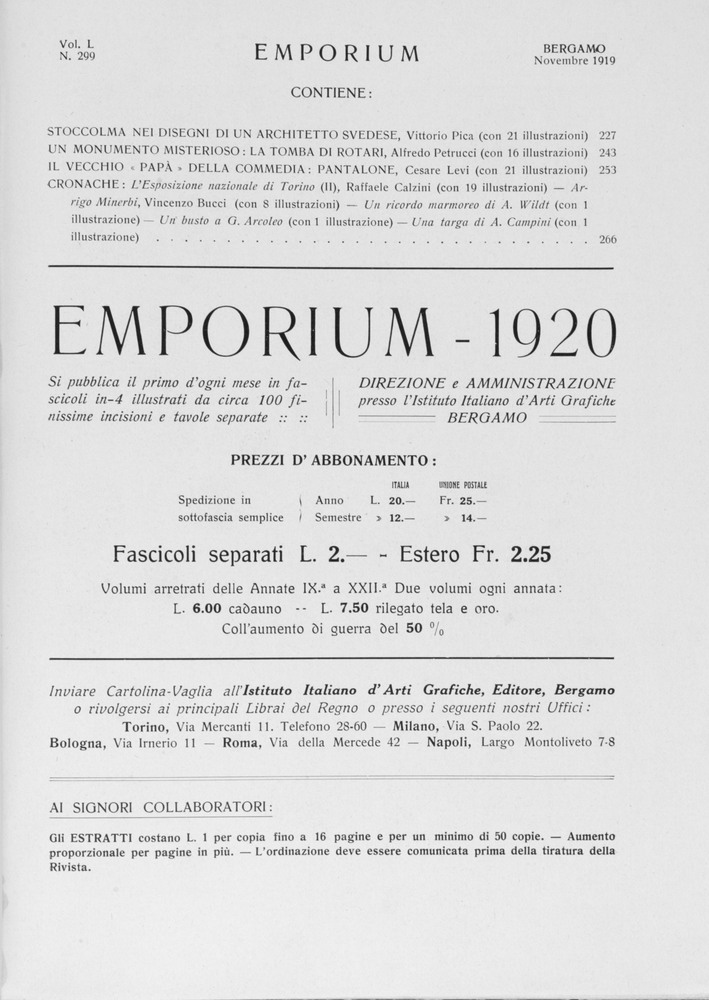 Vol. L
N. 299
EMPORIUM
BERGAMO
Novembre 1919
CONTIENE:
STOCCOLMA NEI DISEGNI DI UN ARCHITETTO SVEDESE, Vittorio Pica (con 21 illustrazioni) 227
UN MONUMENTO MISTERIOSO: LA TOMBA DI ROTARI, Alfredo Petrucci (con 16 illustrazioni) 243
IL VECCHIO « PAPÀ » DELLA COMMEDIA: PANTALONE, Cesare Levi (con 21 illustrazioni) 253
CRONACHE: L'Esposizione nazionale di Torino (II), Raffaele Calzini (con 19 illustrazioni) — Ar-
rigo Minerbi, Vincenzo Bucci (con 8 illustrazioni) — Un ricordo marmoreo di A. Wildt (con 1
illustrazione) — Un busto a G. Arcoleo (con 1 illustrazione) — Una targa di A. Campini (con 1
illustrazione) . . . . . . . . . . . . . . . . . . . . . . . . . . . . . . . 266
EMPORIUM - 1920
Si pubblica il primo d'ogni mese in fa-
scicoli in-4 illustrati da circa 100 fi-
nissime incisioni e tavole separate :: ::
DIREZIONE e AMMINISTRAZIONE
presso l'Istituto Italiano d'Arti Grafiche
BERGAMO
PREZZI D'ABBONAMENTO:
ITALIA UNIONE POSTALE
Spedizione in ( Anno L. 20.— Fr. 25.—
sottofascia semplice ) Semestre » 12.— » 14.—
Fascicoli separati L. 2.— - Estero Fr. 2.25
Volumi arretrati delle Annate IX.ª a XXII.ª Due volumi ogni annata:
L. 6.00 cadauno -- L. 7.50 rilegato tela e oro.
Coll'aumento di guerra del 50 %
Inviare Cartolina-Vaglia all'Istituto Italiano d'Arti Grafiche, Editore, Bergamo
o rivolgersi ai principali Librai del Regno o presso i seguenti nostri Uffici:
Torino, Via Mercanti 11. Telefono 28-60 — Milano, Via S. Paolo 22.
Bologna, Via Irnerio 11 — Roma, Via della Mercede 42 — Napoli, Largo Montoliveto 7-8
AI SIGNORI COLLABORATORI:
Gli ESTRATTI costano L. 1 per copia fino a 16 pagine e per un minimo di 50 copie. — Aumento
proporzionale per pagine in più. — L'ordinazione deve essere comunicata prima della tiratura della
Rivista.